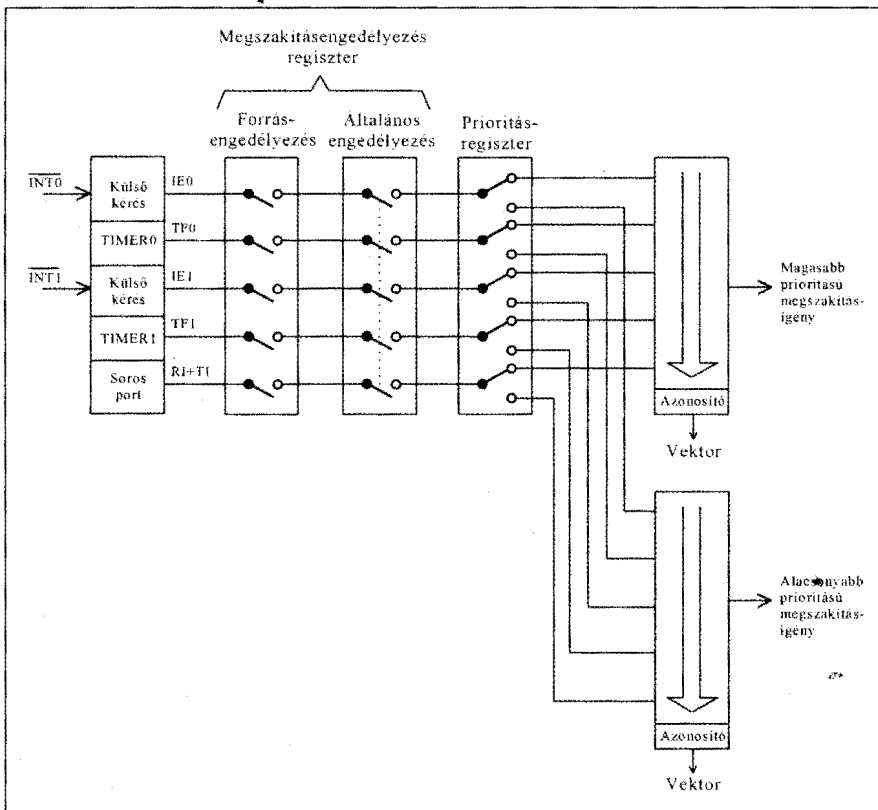 Megszakításengedélyezés
regiszter
Forrás-
engedélyezés
Általános
engedélyezés
Prioritás-
regiszter
INT0
Külső
kérés
IE0
TIMER0
TF0
INT1
Külső
kérés
IE1
TIMER1
TF1
Soros
port
RI+TI
Magasabb
prioritású
megszakítás-
igény
Azonosító
Vektor
Alacsonyabb
prioritású
megszakítás-
igény
Azonosító
Vektor